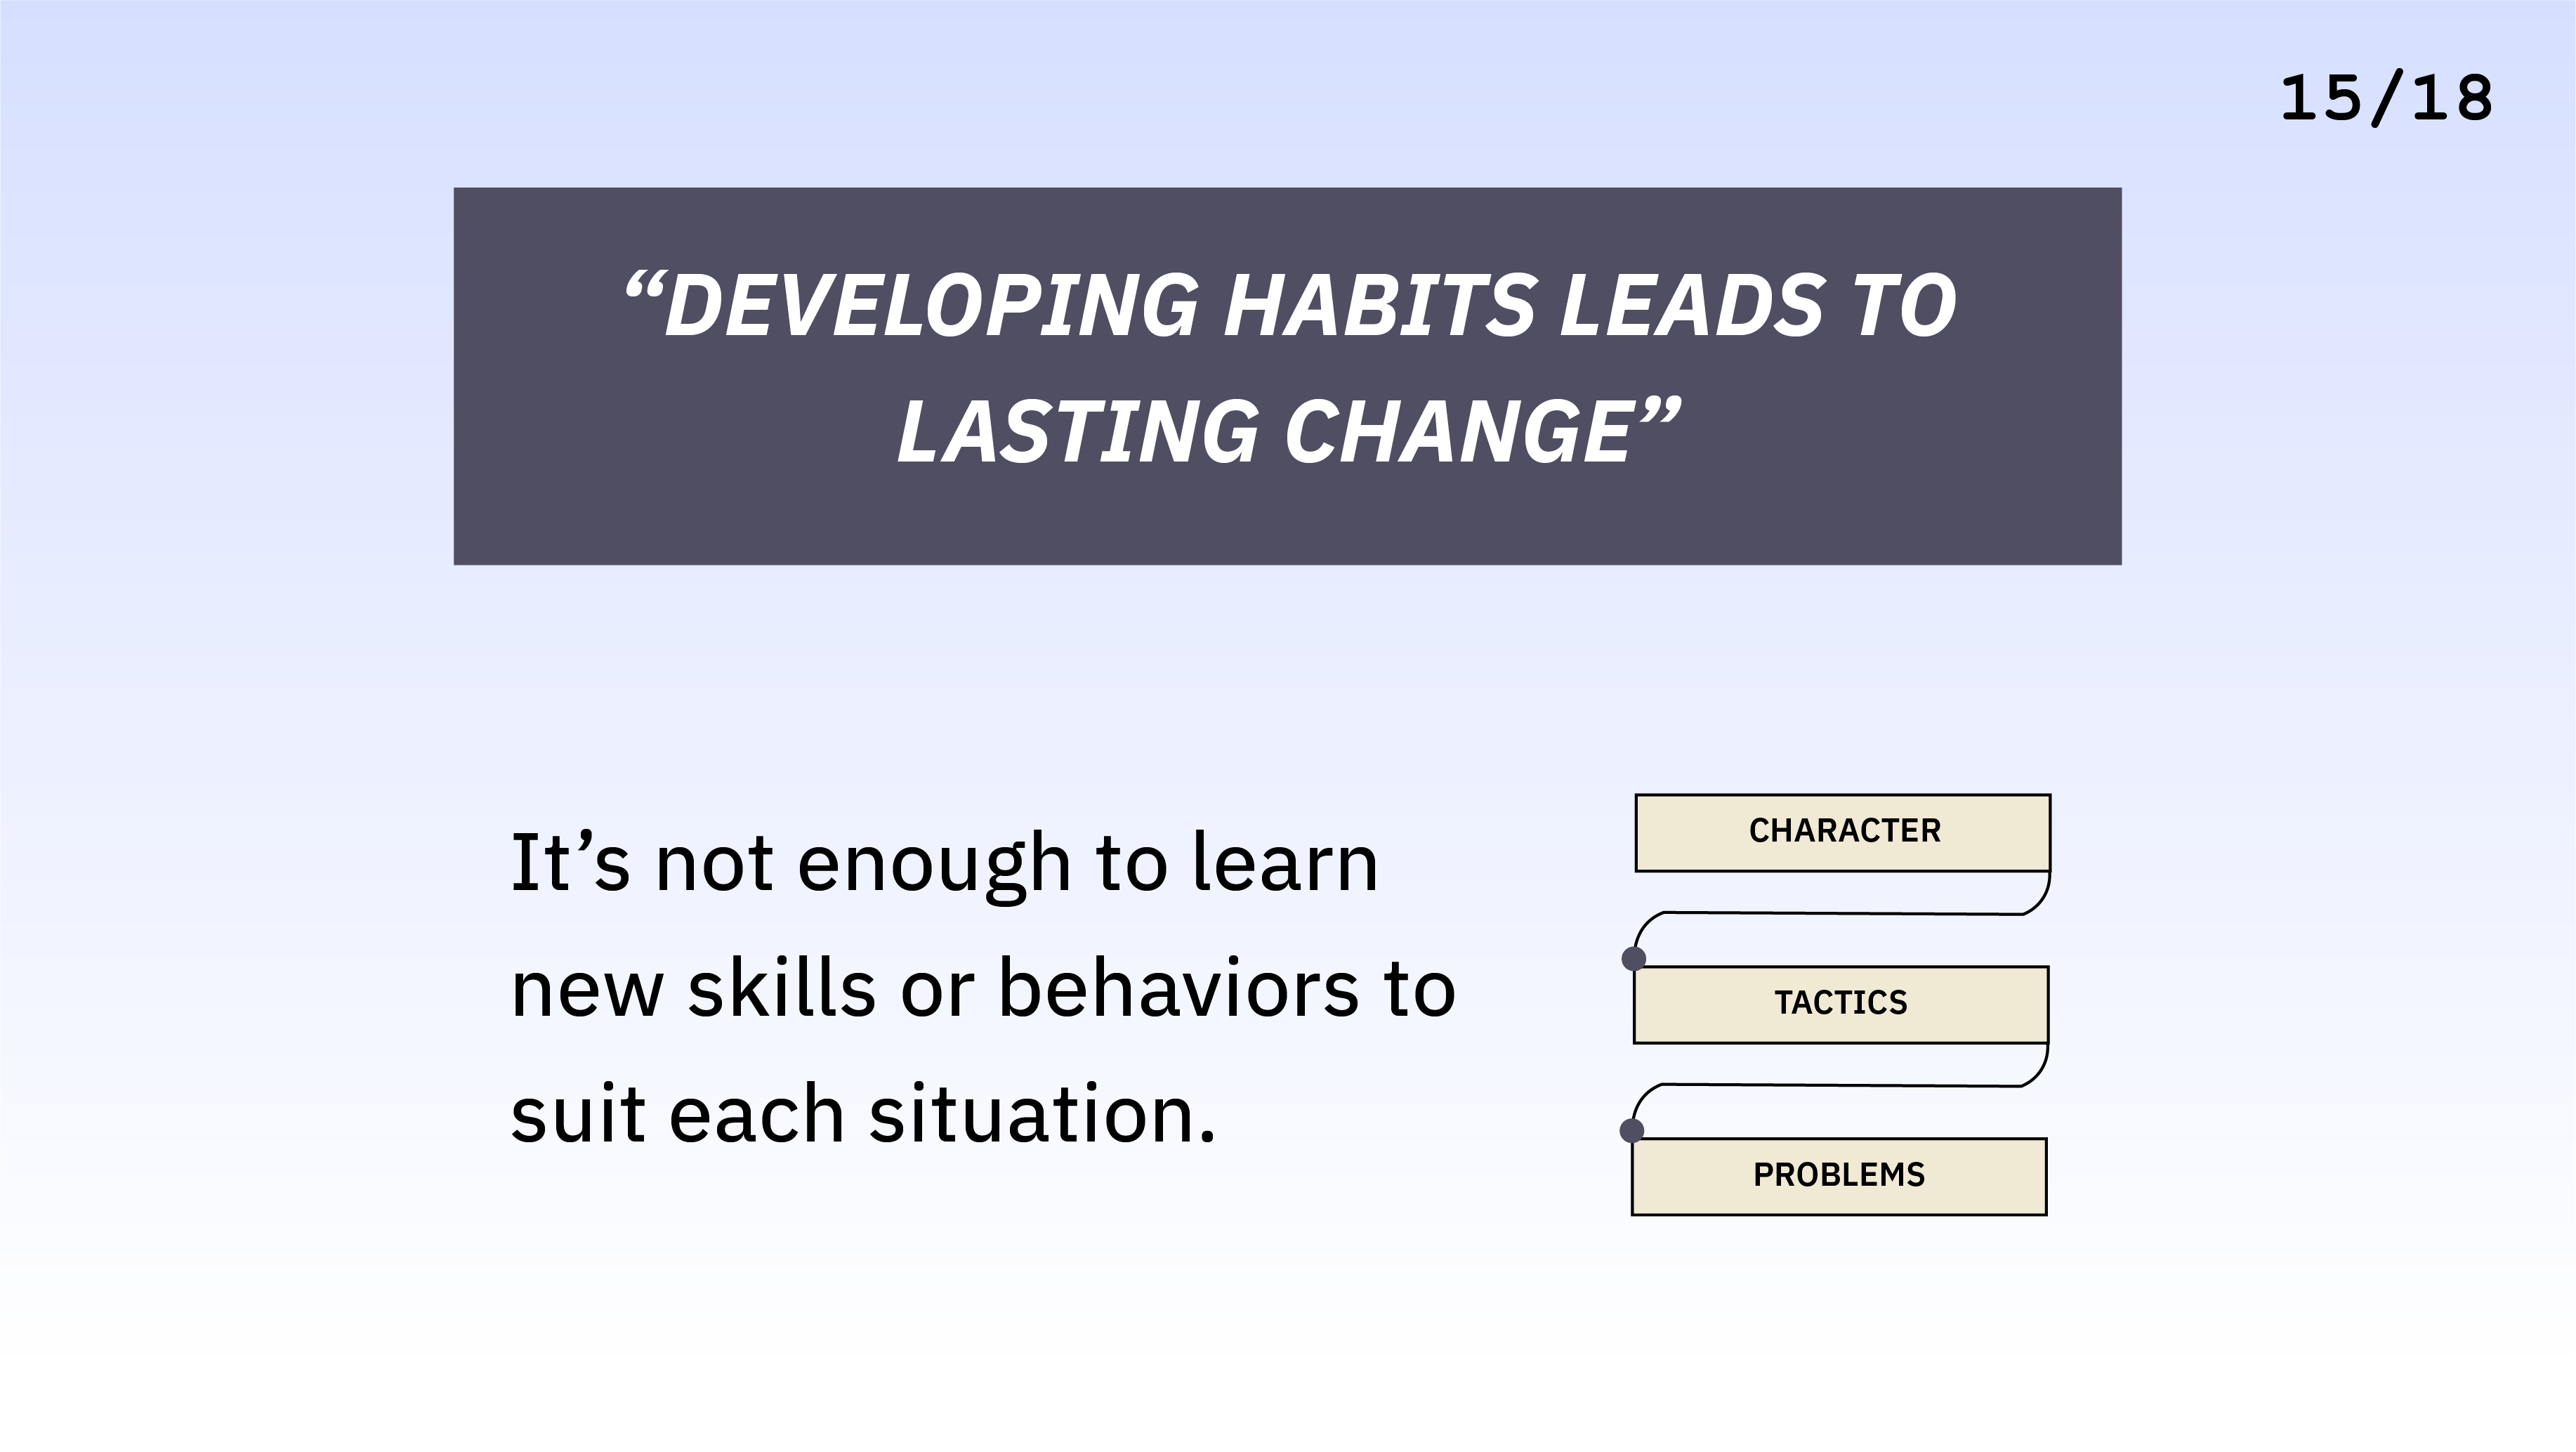 15/18
“DEVELOPING HABITS LEADS TO
LASTING CHANGE”
It’s not enough to learn
new skills or behaviors to
suit each situation.
CHARACTER
TACTICS
PROBLEMS